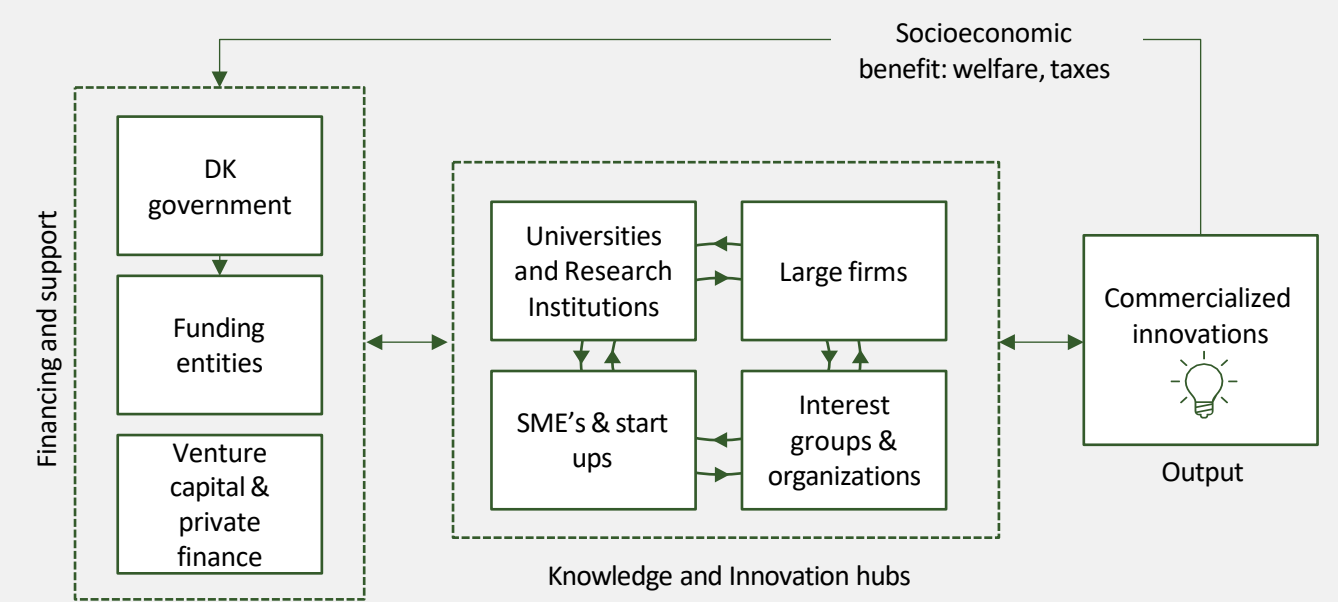 Socioeconomic
benefit: welfare, taxes
Financing and support
DK
government
Funding
entities
Venture
capital &
private
finance
Universities
and Research
Institutions
Large firms
SME's & start
ups
Interest
groups &
organizations
Knowledge and Innovation hubs
Commercialized
innovations
Output